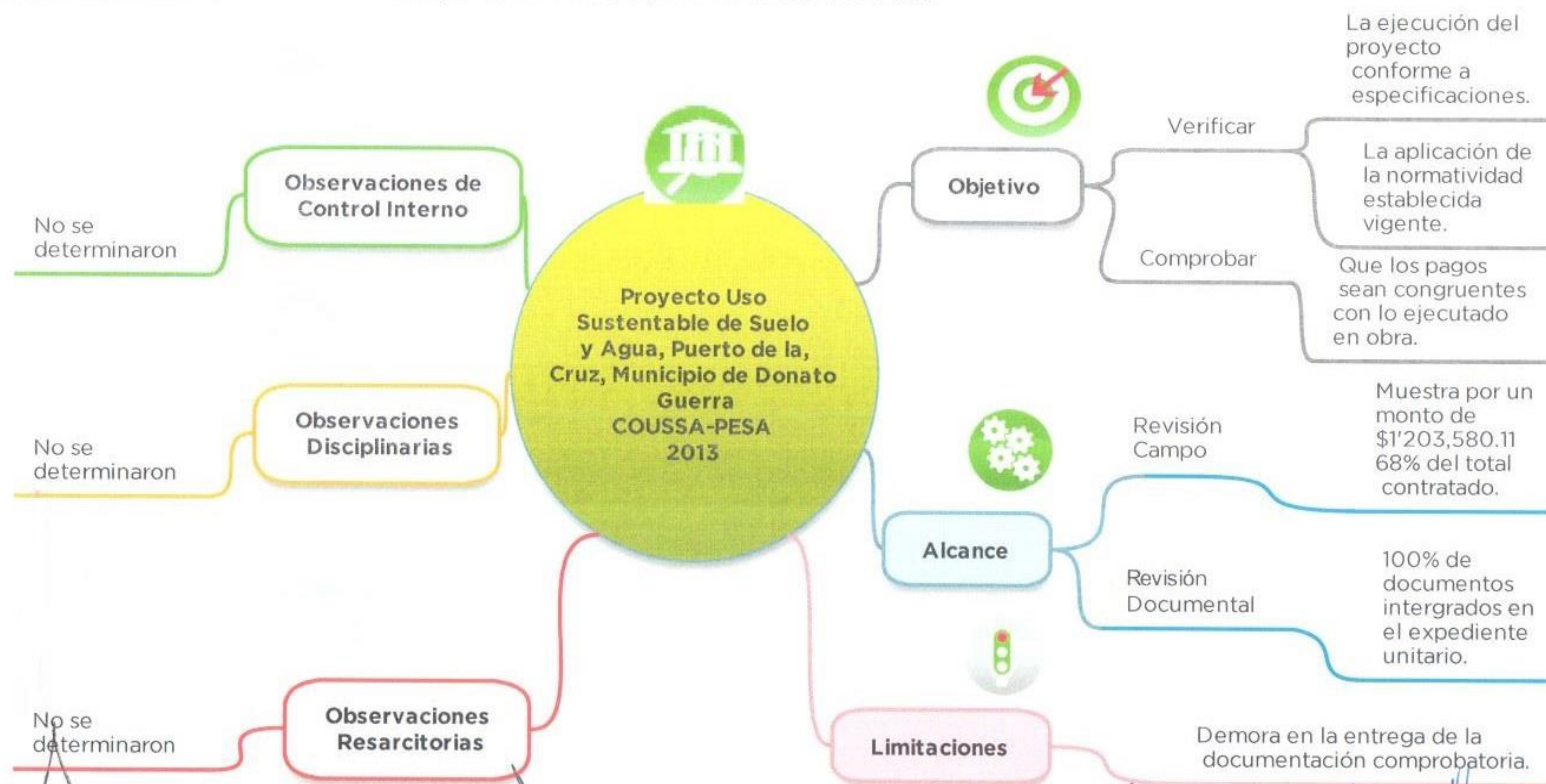 Proyecto Uso
Sustentable de Suelo
y Agua, Puerto de la,
Cruz, Municipio de Donato
Guerra
COUSSA-PESA
2013
Objetivo
Verificar
La ejecución del
proyecto
conforme a
especificaciones.
La aplicación de
la normatividad
establecida
vigente.
Comprobar
Que los pagos
sean congruentes
con lo ejecutado
en obra.
Alcance
Revisión
Campo
Muestra por un
monto de
$1'203,580.11
68% del total
contratado.
Revisión
Documental
100% de
documentos
intergrados en
el expediente
unitario.
Limitaciones
Demora en la entrega de la
documentación comprobatoria.
Observaciones de
Control Interno
No se
determinaron
Observaciones
Disciplinarias
No se
determinaron
Observaciones
Resarcitorias
No se
determinaron